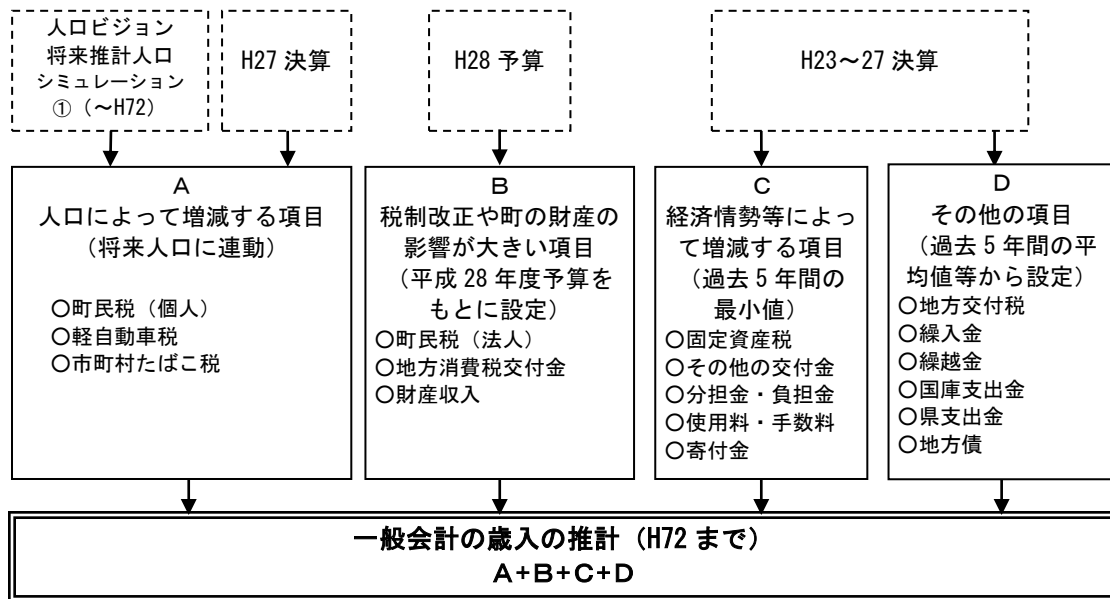 人口ビジョン
将来推計人口
シミュレーション
①（～H72）
H27 決算
H28 予算
H23～27 決算
A
人口によって増減する項目
（将来人口に連動）
○町民税（個人）
○軽自動車税
○市町村たばこ税
B
税制改正や町の財産の
影響が大きい項目
（平成 28 年度予算を
もとに設定）
○町民税（法人）
○地方消費税交付金
○財産収入
C
経済情勢等によっ
て増減する項目
（過去 5 年間の
最小値）
○固定資産税
○その他の交付金
○分担金・負担金
○使用料・手数料
○寄付金
D
その他の項目
（過去 5 年間の平
均値等から設定）
○地方交付税
○繰入金
○繰越金
○国庫支出金
○県支出金
○地方債
一般会計の歳入の推計（H72 まで）
A+B+C+D